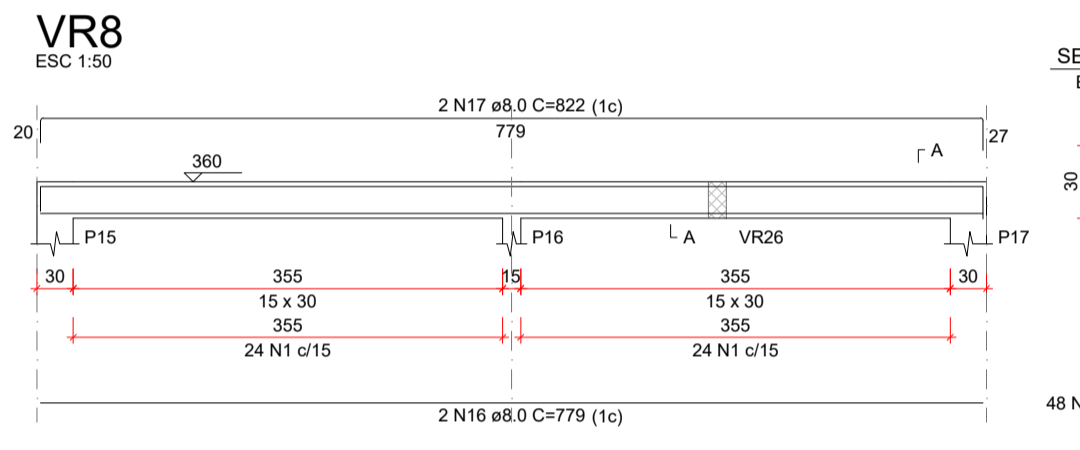 VR8
ESC 1:50
SE
2 N17 ø8.0 C=822 (1c)
20
779
27
A
360
30
P15
P16
A
VR26
P17
30
355
15
355
30
15 x 30
15 x 30
355
355
24 N1 c/15
24 N1 c/15
2 N16 ø8.0 C=779 (1c)
48 N